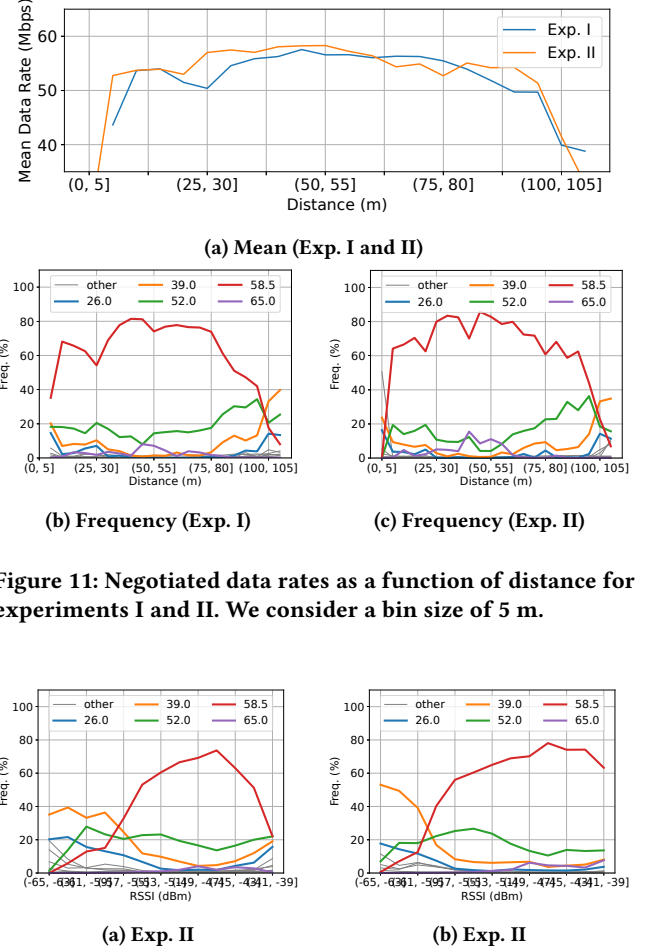 Mean Data Rate (Mbps)
60
50
40
Exp. I
Exp. II
(0, 5]
(25, 30]
(50, 55]
(75, 80]
(100, 105]
Distance (m)
(a) Mean (Exp. I and II)
Freq. (%)
100
80
60
40
20
0
other
39.0
58.5
26.0
52.0
65.0
(0, 5]
(25, 30]
(50, 55]
(75, 80]
(100, 105]
Distance (m)
(b) Frequency (Exp. I)
Freq. (%)
100
80
60
40
20
0
other
39.0
58.5
26.0
52.0
65.0
(0, 5]
(25, 30]
(50, 55]
(75, 80]
(100, 105]
Distance (m)
(c) Frequency (Exp. II)
Figure 11: Negotiated data rates as a function of distance for
experiments I and II. We consider a bin size of 5 m.
Freq. (%)
100
80
60
40
20
0
other
39.0
58.5
26.0
52.0
65.0
(-65,
-39]
RSSI (dBm)
(a) Exp. II
Freq. (%)
100
80
60
40
20
0
other
39.0
58.5
26.0
52.0
65.0
(-65,
-39]
RSSI (dBm)
(b) Exp. II